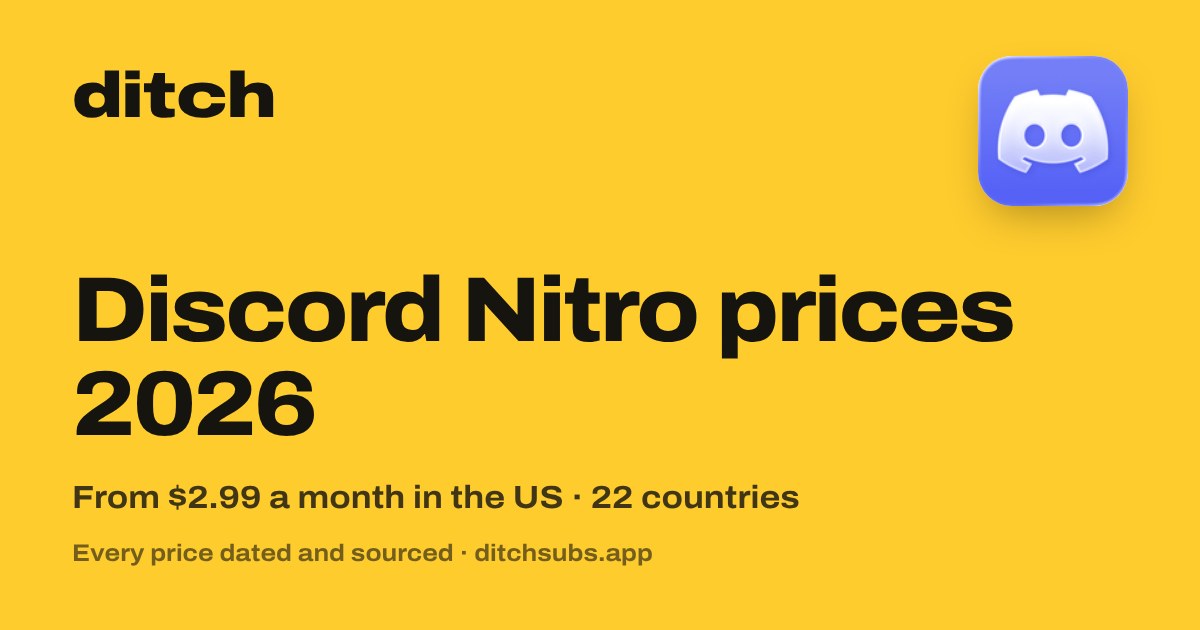 ditch
Discord Nitro prices
2026
From $2.99 a month in the US · 22 countries
Every price dated and sourced · ditchsubs.app